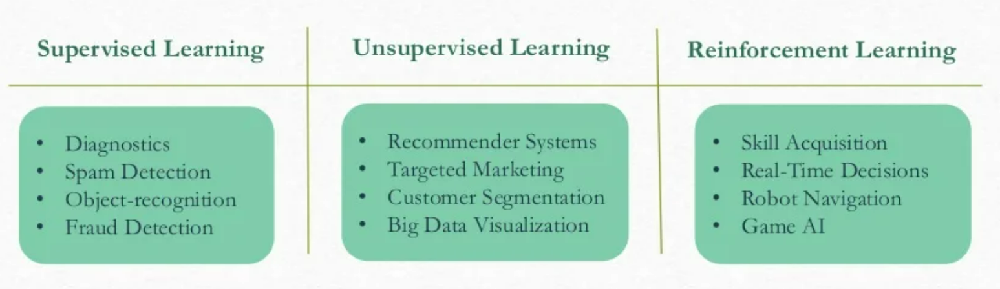 Supervised Learning
Unsupervised Learning
Reinforcement Learning
• Diagnostics
• Spam Detection
• Object-recognition
• Fraud Detection
• Recommender Systems
• Targeted Marketing
• Customer Segmentation
• Big Data Visualization
• Skill Acquisition
• Real-Time Decisions
• Robot Navigation
• Game AI